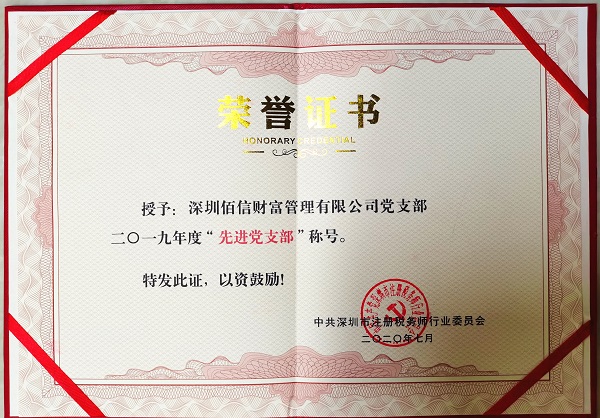 荣誉证书
HONORARY CREDENTIAL
授予：深圳佰信财富管理有限公司党支部
二〇一九年度“先进党支部”称号。
特发此证，以资鼓励！
中共深圳市注册税务师行业委员会
二〇二〇年七月